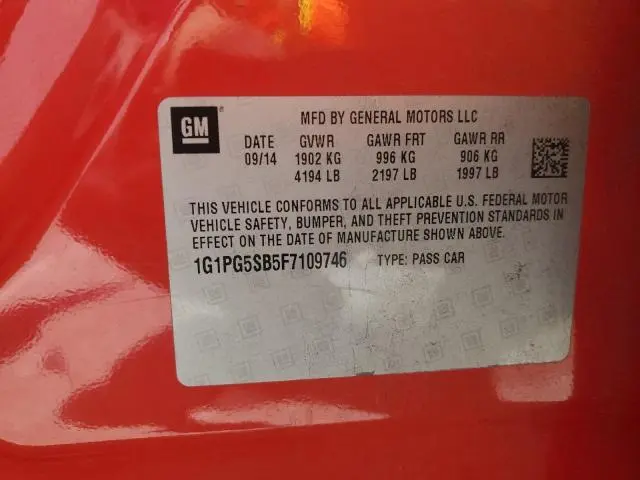 GM
MFD BY GENERAL MOTORS LLC
DATE GVWR GAWR FRT GAWR RR
09/14 1902 KG 996 KG 906 KG
4194 LB 2197 LB 1997 LB
THIS VEHICLE CONFORMS TO ALL APPLICABLE U.S. FEDERAL MOTOR
VEHICLE SAFETY, BUMPER, AND THEFT PREVENTION STANDARDS IN
EFFECT ON THE DATE OF MANUFACTURE SHOWN ABOVE.
1G1PG5SB5F7109746 TYPE: PASS CAR